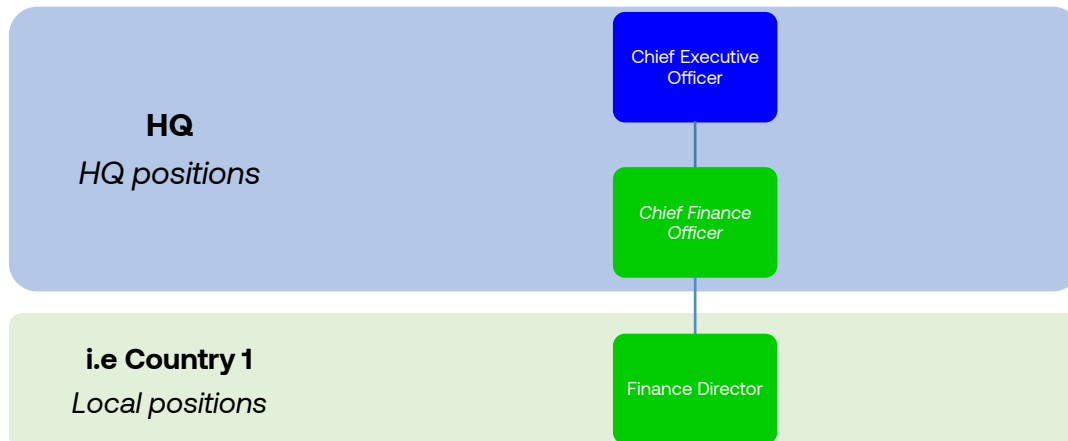 HQ
HQ positions
Chief Executive
Officer
Chief Finance
Officer
i.e Country 1
Local positions
Finance Director